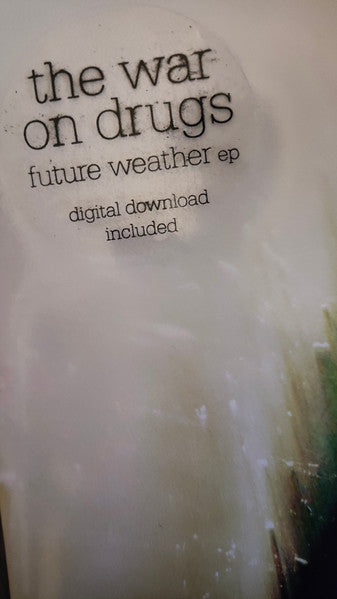 the war
on drugs
future weather ep
digital download
included